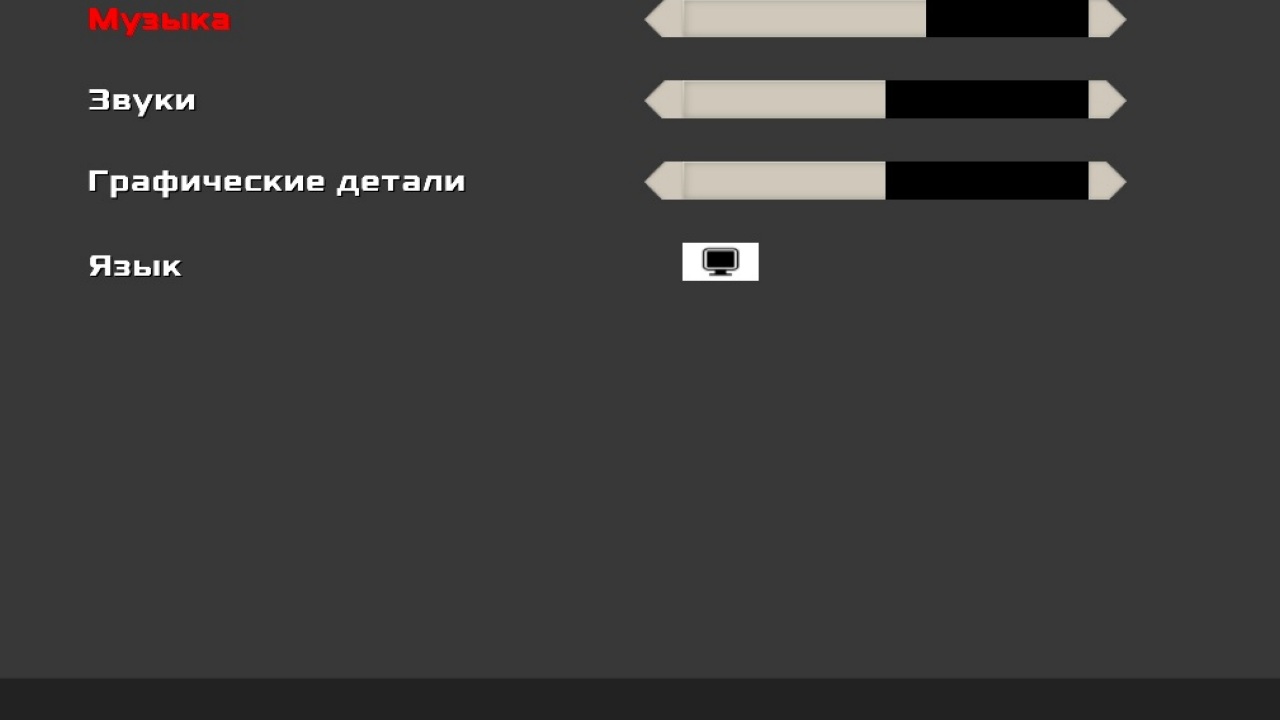 Музыка
Звуки
Графические детали
Язык